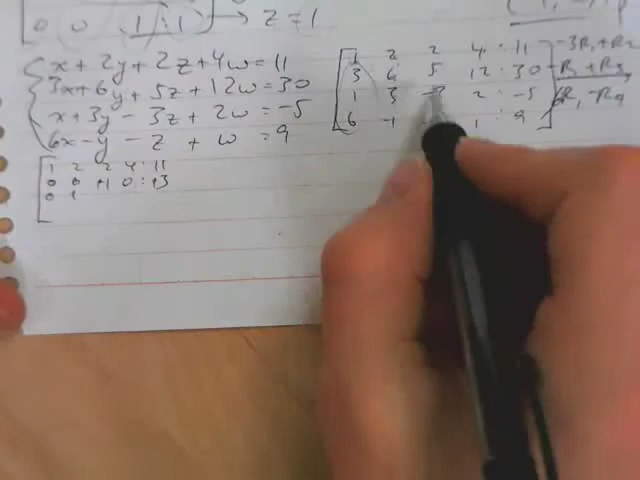 0 0 1 : 1 → z = 1
x + 2y + 2z + 4w = 11
3x + 6y + 5z + 12w = 30
x + 3y - 3z + 2w = -5
6x - y - z + w = 9
1 2 2 4 : 11 -3R1 + R2
3 6 5 12 : 30 -R1 + R3
1 3 -3 2 : -5 6R1 - R4
6 -1 1 : 9
1 2 2 4 : 11
0 0 +1 0 : +3
0 1